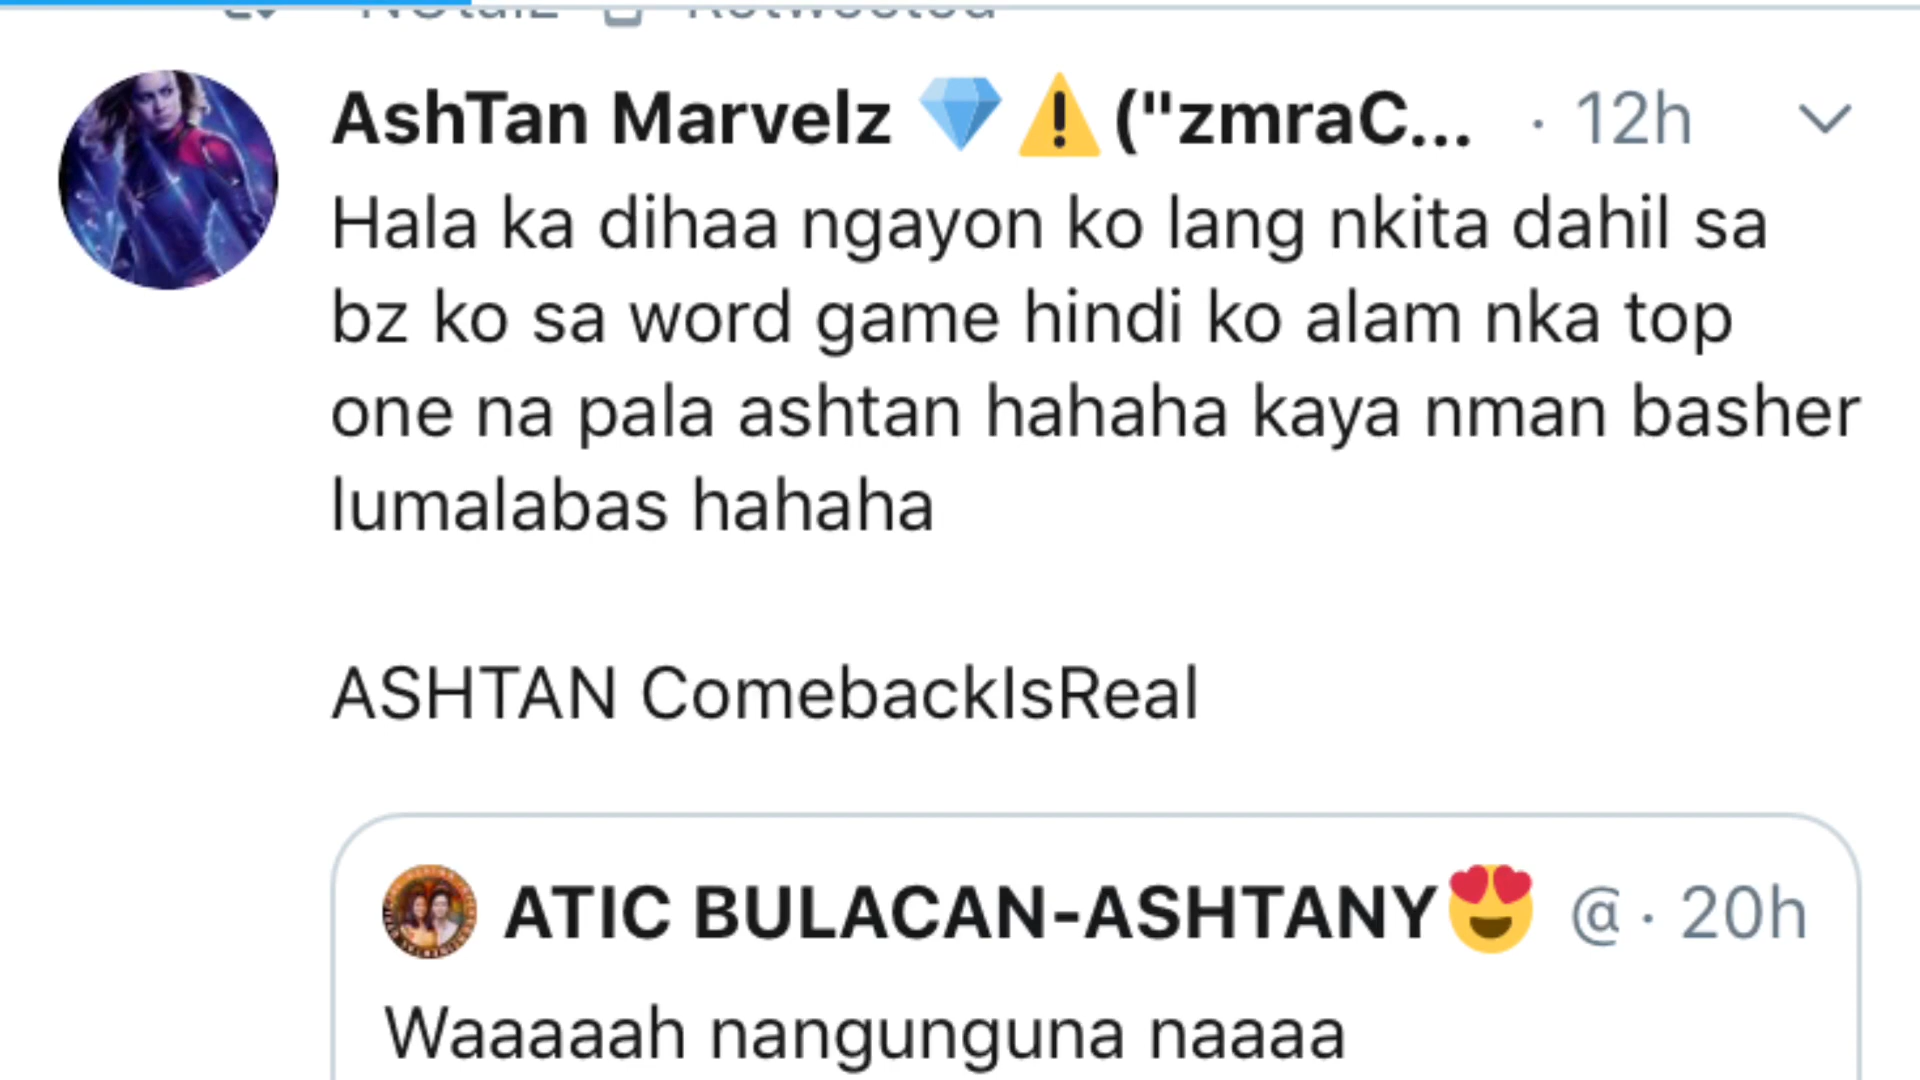 Retweeted
AshTan Marvelz 💎⚠️("zmraC... · 12h
Hala ka dihaa ngayon ko lang nkita dahil sa
bz ko sa word game hindi ko alam nka top
one na pala ashtan hahaha kaya nman basher
lumalabas hahaha
ASHTAN ComebackIsReal
ATIC BULACAN-ASHTANY😍 @ · 20h
Waaaaah nangunguna naaaa